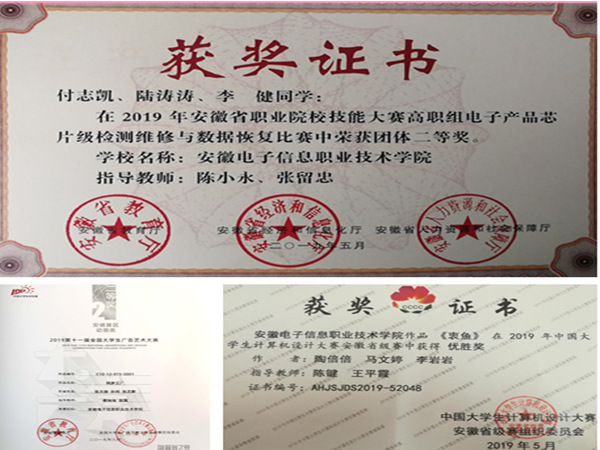 获奖证书
付志凯、陆涛涛、李 健同学:
在 2019 年安徽省职业院校技能大赛高职组电子产品芯
片级检测维修与数据恢复比赛中荣获团体二等奖。
学校名称:安徽电子信息职业技术学院
指导教师:陈小永、张留忠
安徽省教育厅 安徽省经济和信息化厅 安徽省人力资源和社会保障厅
二〇一九年五月
2019第十一届全国大学生广告艺术大赛
获奖证书
安徽电子信息职业技术学院作品 《衷鱼》 在 2019 年中国大
学生计算机设计大赛安徽省级赛中获得 优胜奖
作 者:陶倍倍 马文婷 李岩岩
指导教师:陈键 王平霞
证书编号:AHJSJDS2019-52048
中国大学生计算机设计大赛
安徽省级赛组织委员会
2019 年 5 月